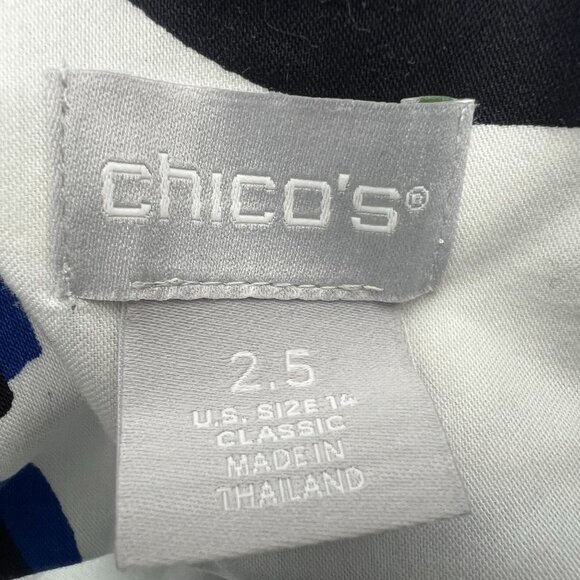 chico's®
2.5
U.S. SIZE 14
CLASSIC
MADE IN
THAILAND